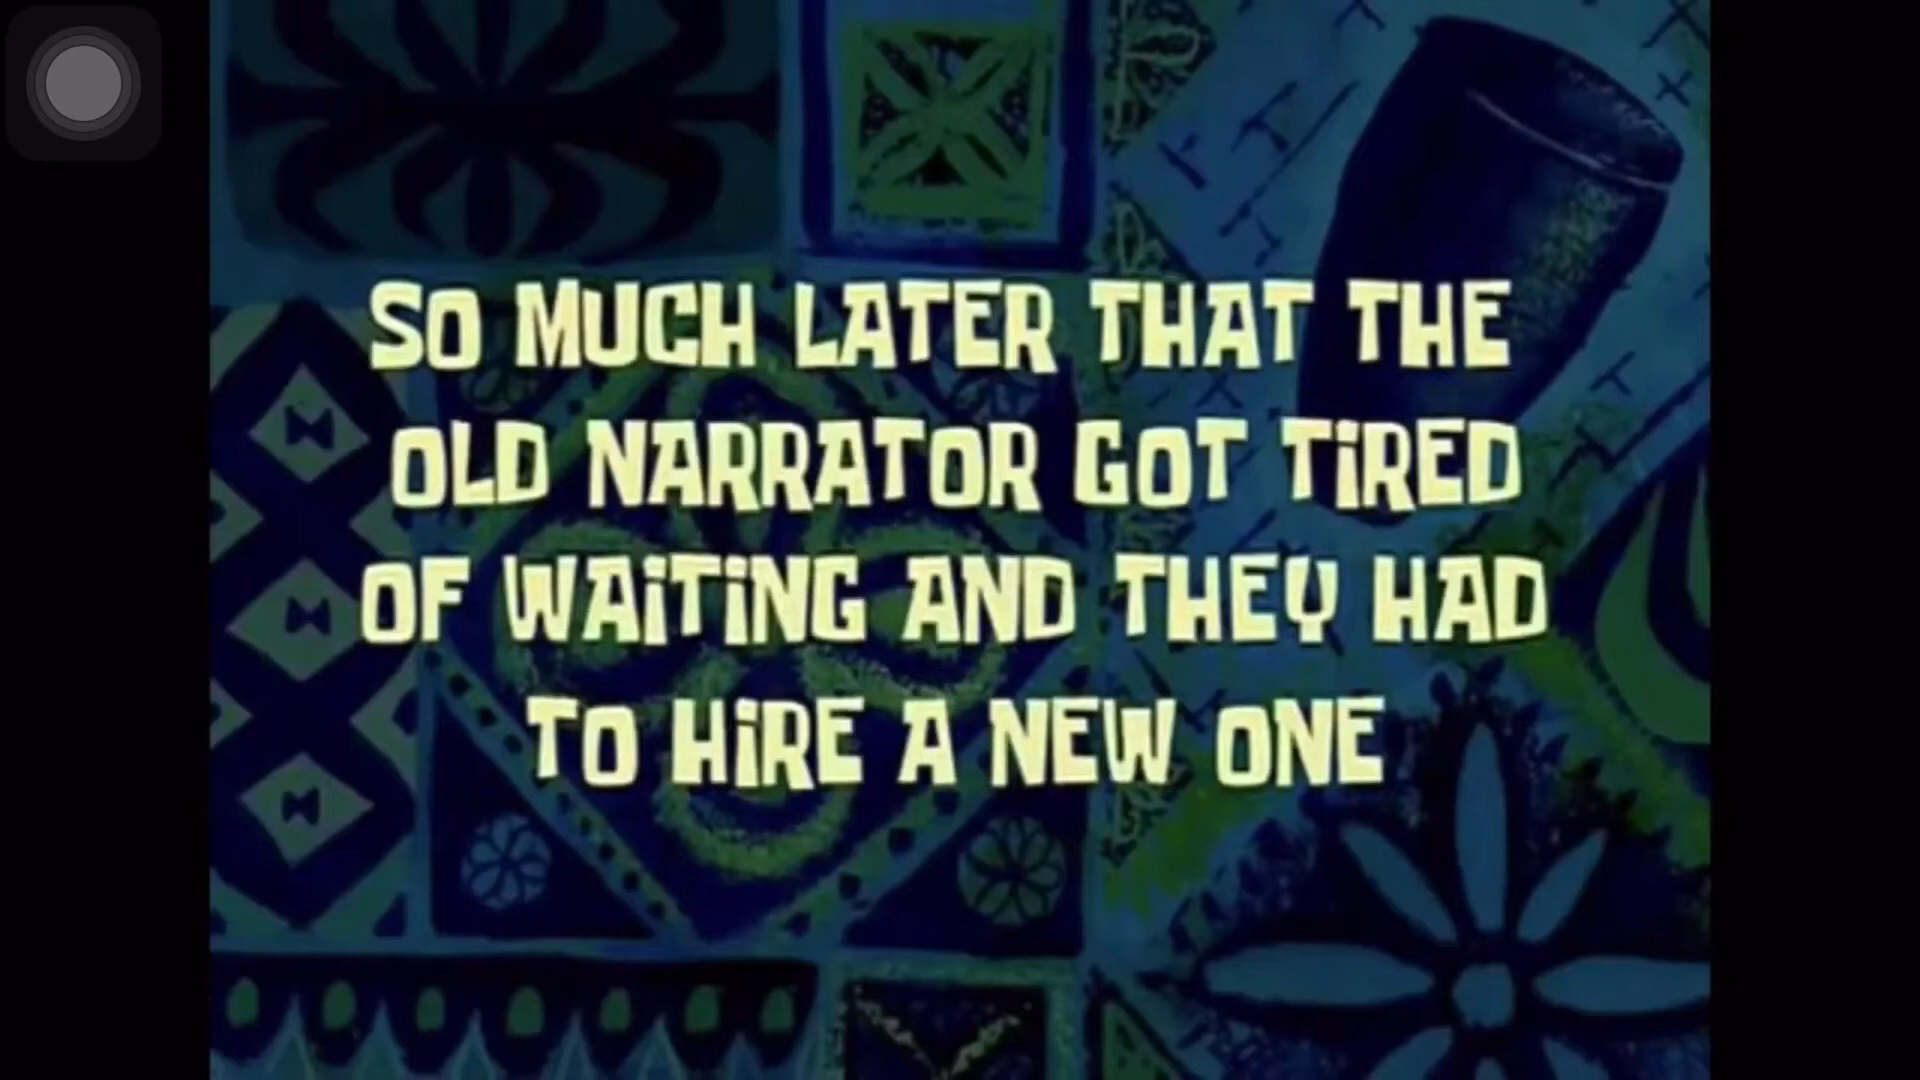 SO MUCH LATER THAT THE
OLD NARRATOR GOT TiRED
OF WAiTiNG AND THEY HAD
TO HiRE A NEW ONE